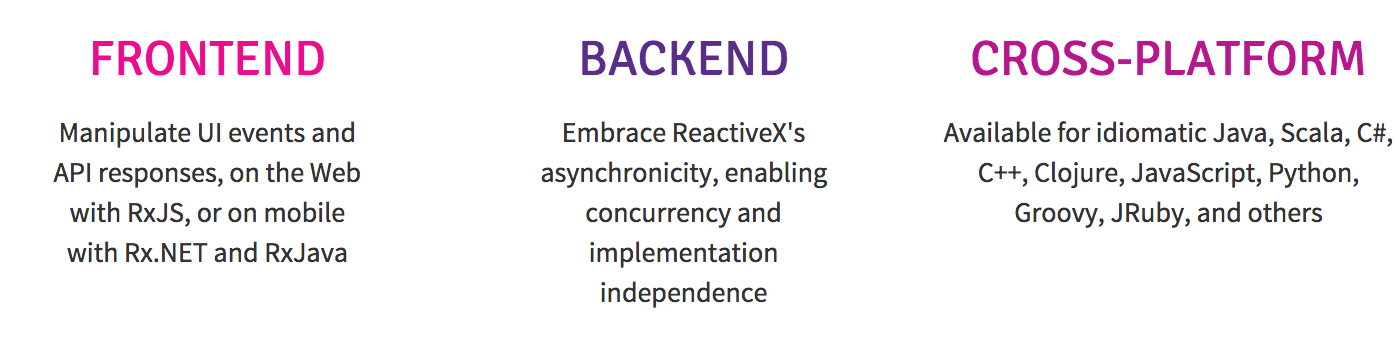 FRONTEND
Manipulate UI events and
API responses, on the Web
with RxJS, or on mobile
with Rx.NET and RxJava
BACKEND
Embrace ReactiveX's
asynchronicity, enabling
concurrency and
implementation
independence
CROSS-PLATFORM
Available for idiomatic Java, Scala, C#,
C++, Clojure, JavaScript, Python,
Groovy, JRuby, and others